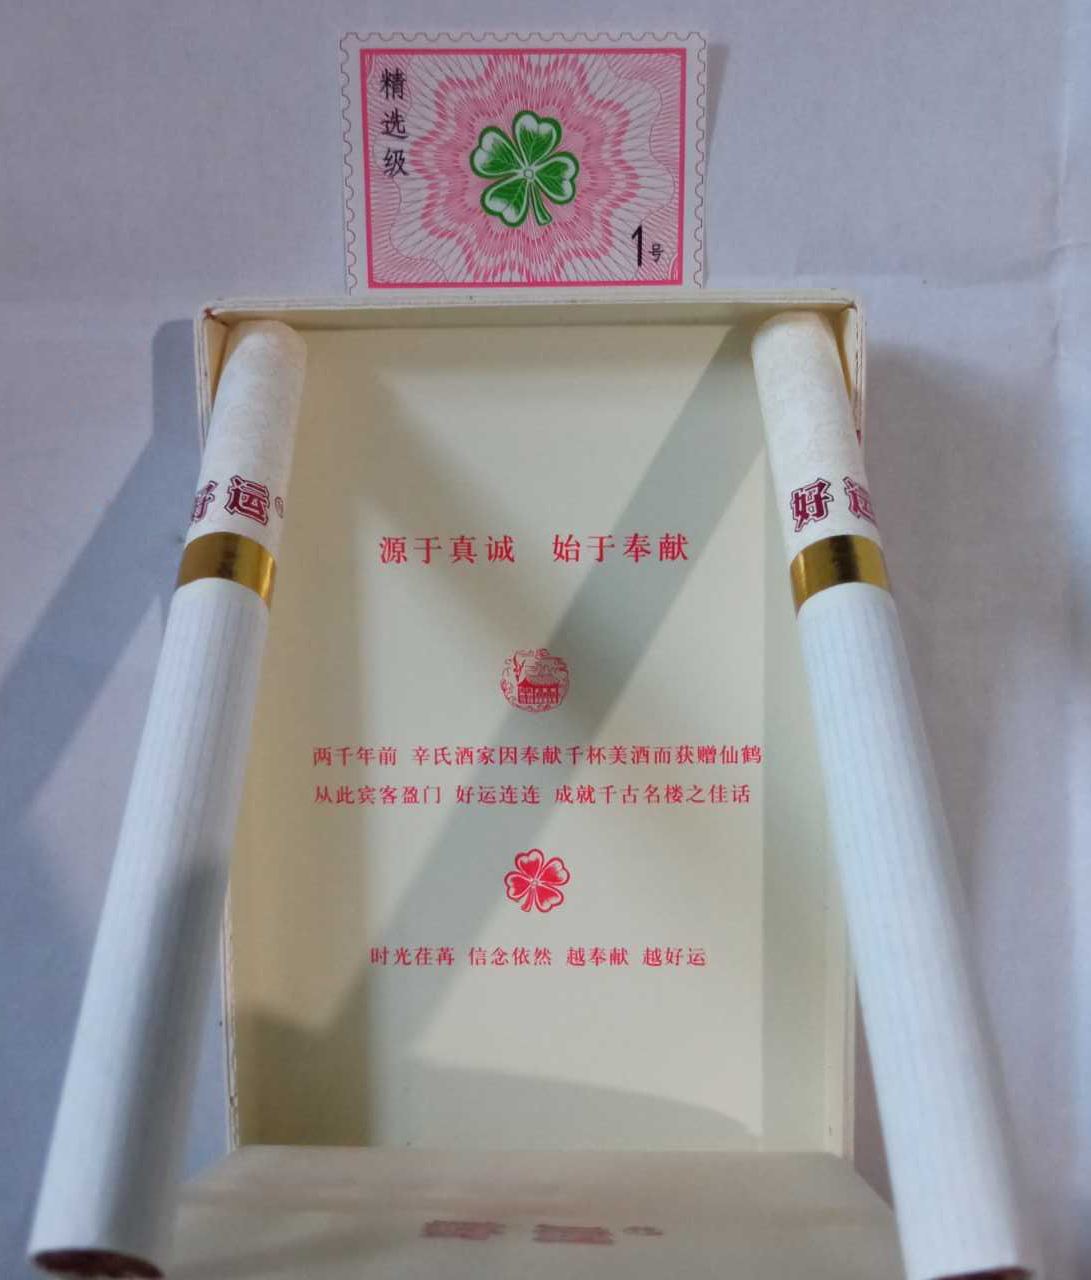 精选级
1号
好运
好运
源于真诚 始于奉献
两千年前 辛氏酒家因奉献千杯美酒而获赠仙鹤
从此宾客盈门 好运连连 成就千古名楼之佳话
时光荏苒 信念依然 越奉献 越好运